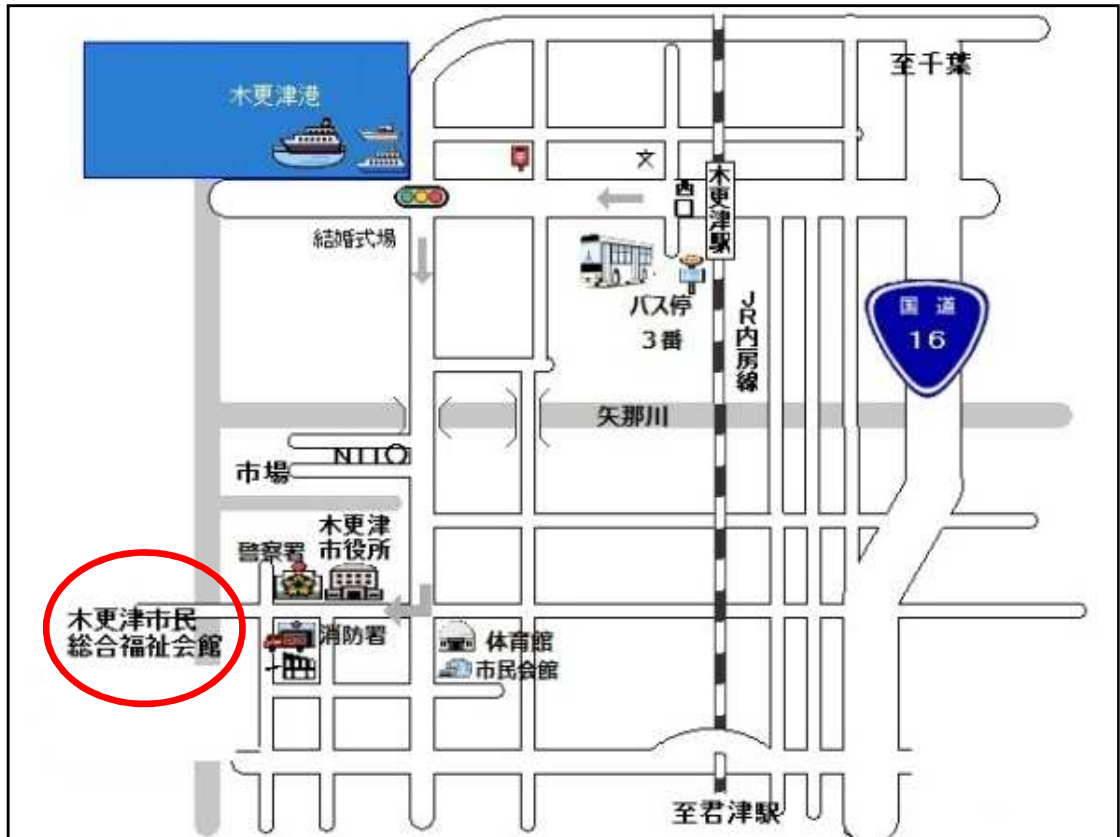 至千葉
木更津港
文
西口
木更津駅
結婚式場
バス停
3番
JR内房線
国道
16
矢那川
NTT
市場
木更津
市役所
警察署
木更津市民
総合福祉会館
消防署
体育館
市民会館
至君津駅